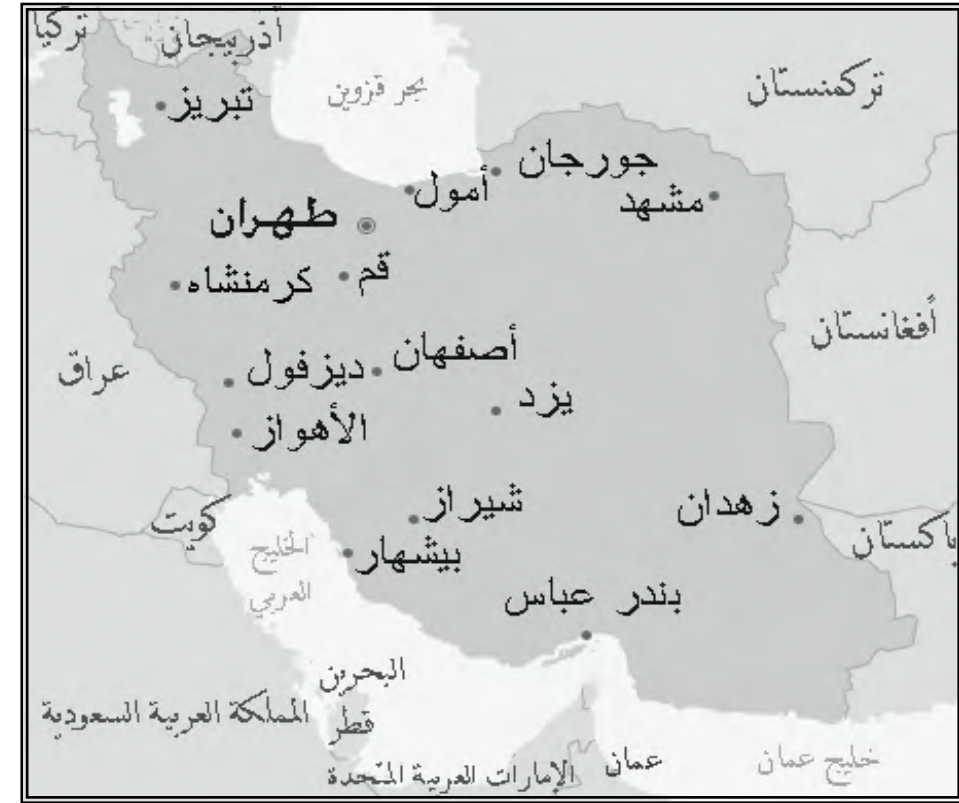 تركيا
أذربيجان
بحر قزوين
تركمنستان
تبريز
جورجان
أمول
مشهد
طهران
قم
كرمنشاه
أفغانستان
أصفهان
ديزفول
عراق
يزد
الأهواز
شيراز
زهدان
كويت
باكستان
الخليج
العربي
بيشهار
بندر عباس
البحرين
قطر
المملكة العربية السعودية
عمان
خليج عمان
الإمارات العربية المتحدة